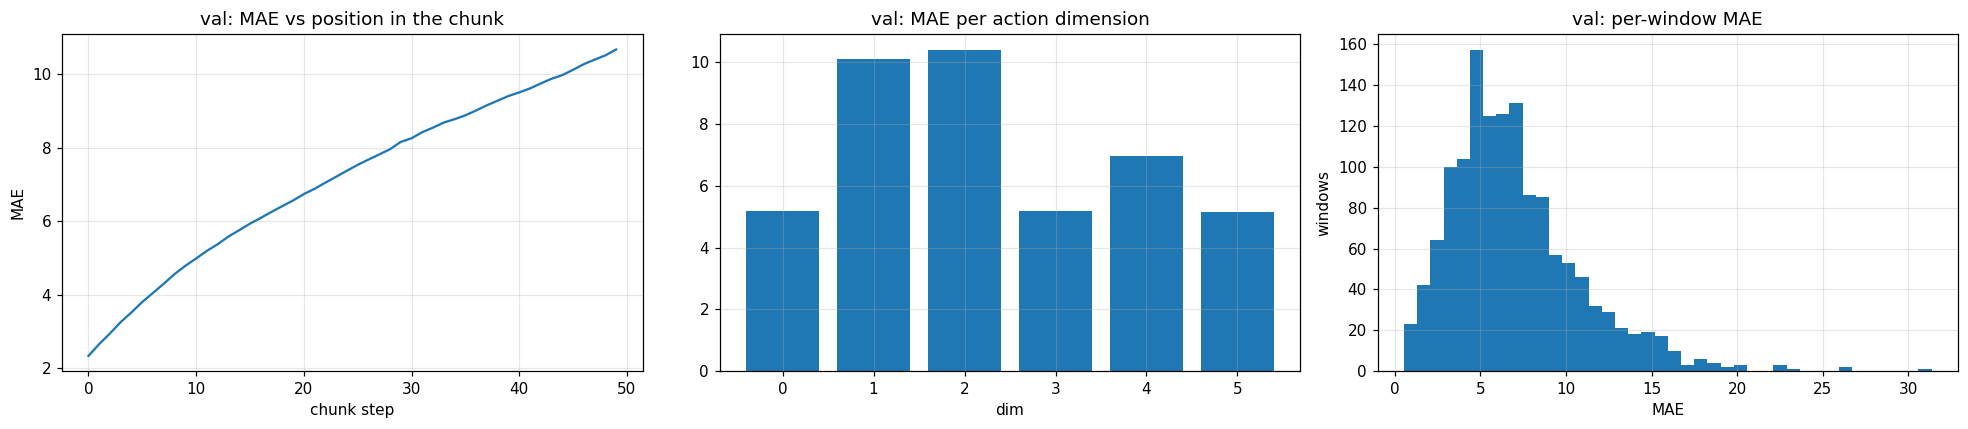 val: MAE vs position in the chunk
MAE
10
8
6
4
2
0 10 20 30 40 50
chunk step
val: MAE per action dimension
10
8
6
4
2
0
0 1 2 3 4 5
dim
val: per-window MAE
windows
160
140
120
100
80
60
40
20
0
0 5 10 15 20 25 30
MAE